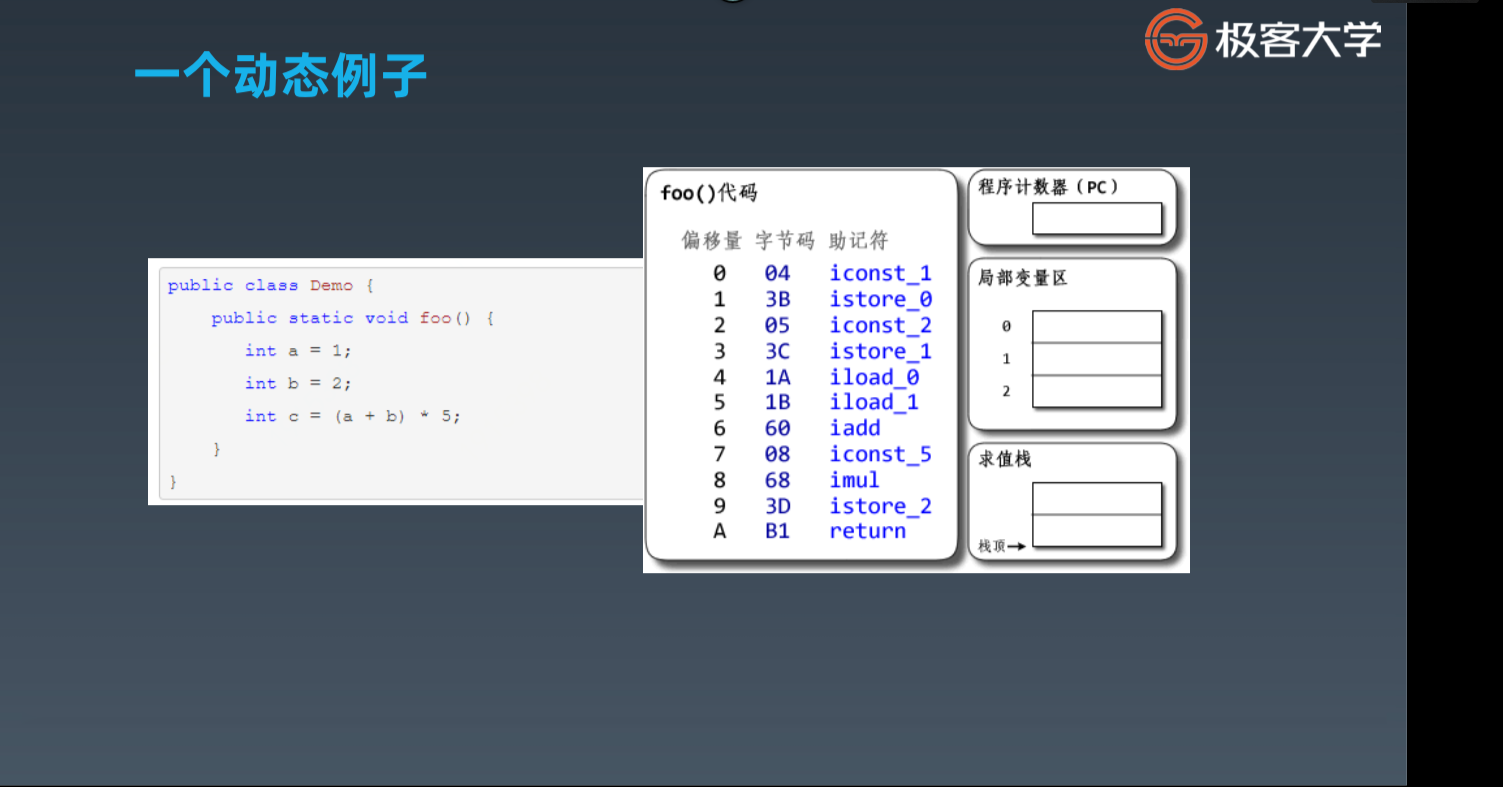 极客大学
一个动态例子
public class Demo {
public static void foo() {
int a = 1;
int b = 2;
int c = (a + b) * 5;
}
}
foo()代码
偏移量 字节码 助记符
0 04 iconst_1
1 3B istore_0
2 05 iconst_2
3 3C istore_1
4 1A iload_0
5 1B iload_1
6 60 iadd
7 08 iconst_5
8 68 imul
9 3D istore_2
A B1 return
程序计数器（PC）
局部变量区
0
1
2
求值栈
栈顶→